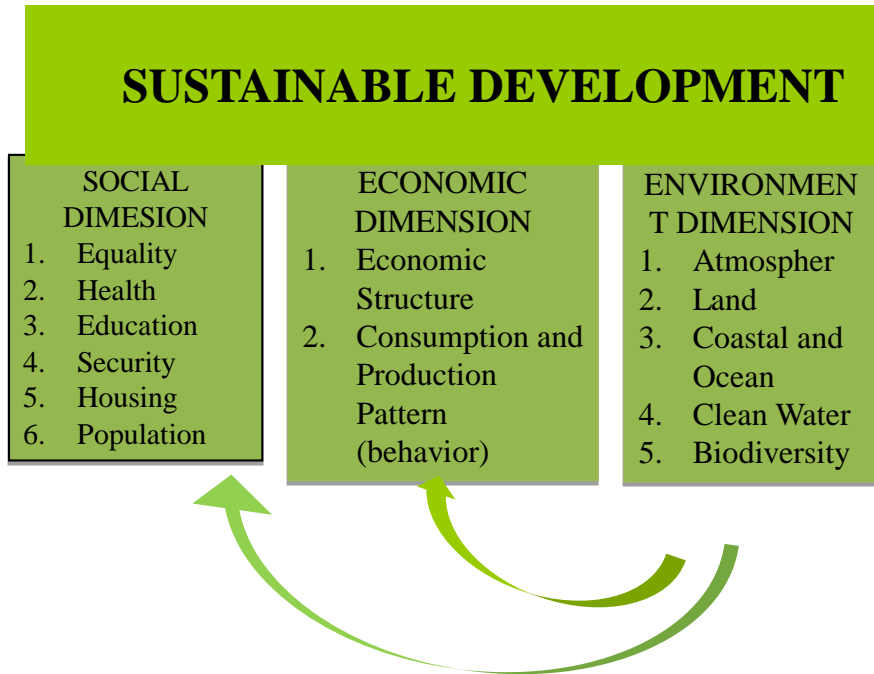 SUSTAINABLE DEVELOPMENT
SOCIAL
DIMESION
1. Equality
2. Health
3. Education
4. Security
5. Housing
6. Population
ECONOMIC
DIMENSION
1. Economic
Structure
2. Consumption and
Production
Pattern
(behavior)
ENVIRONMEN
T DIMENSION
1. Atmospher
2. Land
3. Coastal and
Ocean
4. Clean Water
5. Biodiversity